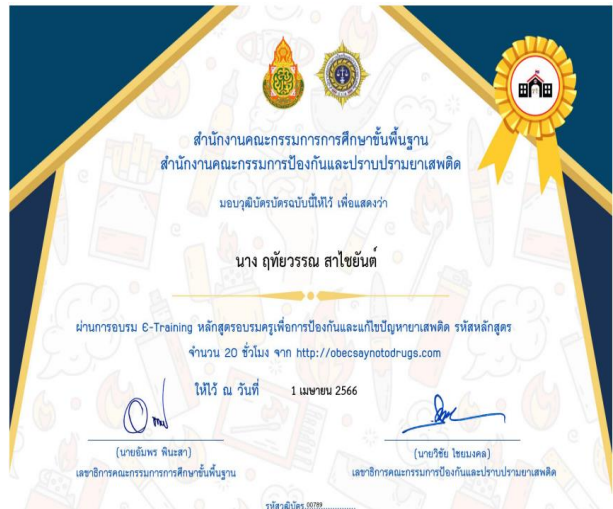 สำนักงานคณะกรรมการการศึกษาขั้นพื้นฐาน
สำนักงานคณะกรรมการป้องกันและปราบปรามยาเสพติด
มอบวุฒิบัตรบัตรฉบับนี้ให้ไว้ เพื่อแสดงว่า
นาง ฤทัยวรรณ สาไชยันต์
ผ่านการอบรม e-Training หลักสูตรอบรมครูเพื่อการป้องกันและแก้ไขปัญหายาเสพติด รหัสหลักสูตร
จำนวน 20 ชั่วโมง จาก http://obecsaynotodrugs.com
ให้ไว้ ณ วันที่ 1 เมษายน 2566
(นายอัมพร พินะสา)
เลขาธิการคณะกรรมการการศึกษาขั้นพื้นฐาน
(นายวิชัย ไชยมงคล)
เลขาธิการคณะกรรมการป้องกันและปราบปรามยาเสพติด
รหัสวุฒิบัตร 00789